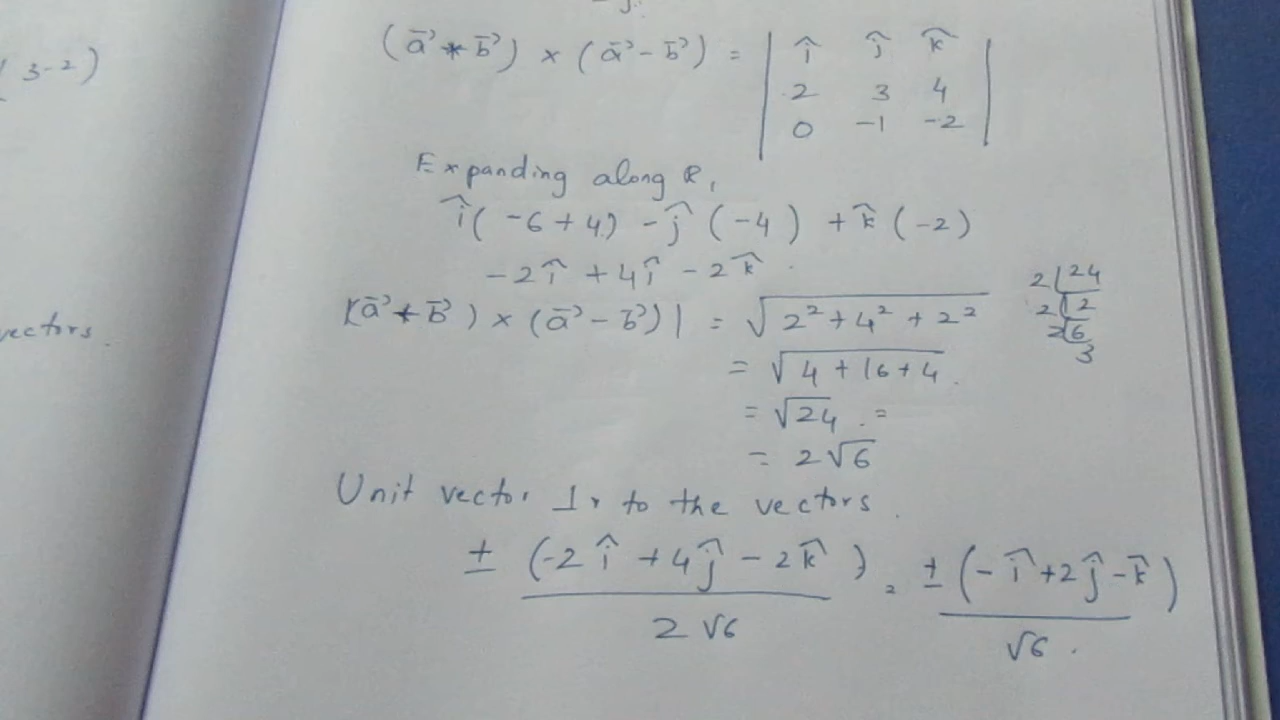 ( 3-2 )
vectors.
(a⃗ * b⃗ ) × ( a⃗ - b⃗ ) = | î ĵ k̂ |
2 3 4
0 -1 -2
Expanding along R₁
î( -6+4) - ĵ (-4) + k̂ (-2)
-2î + 4î - 2k̂ .
|(a⃗ + b⃗ ) × (a⃗ - b⃗ )| = √(2² + 4² + 2²)
2 | 24
2 | 12
2 | 6
3
= √(4 + 16 + 4) .
= √24 . =
= 2√6
Unit vector ⊥r to the vectors .
± (-2î + 4ĵ - 2k̂ ) / 2√6 = ± (-î + 2ĵ - k̂ ) / √6 .